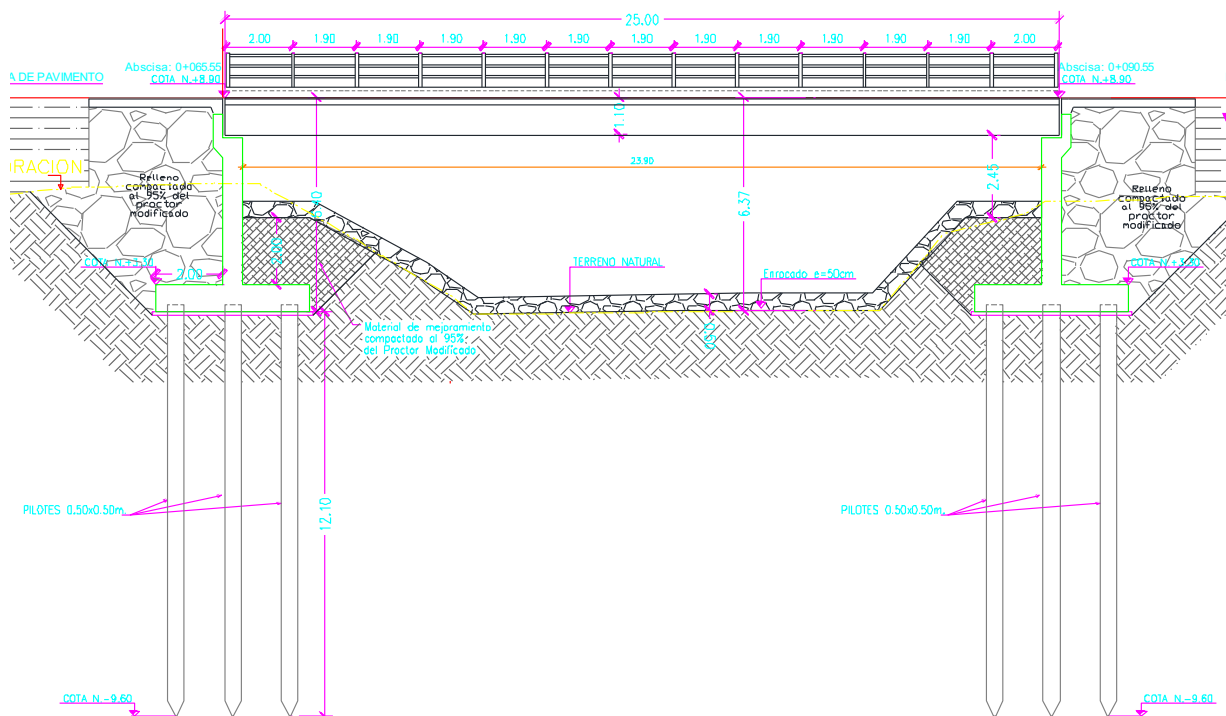 25.00
2.00 1.90 1.90 1.90 1.90 1.90 1.90 1.90 1.90 1.90 1.90 1.90 2.00
Abscisa: 0+065.55
COTA N.+8.90
Abscisa: 0+090.55
COTA N.+8.90
A DE PAVIMENTO
1.10
23.90
ORACION
Relleno
compactado
al 95% del
proctor
modificado
6.37
2.45
Relleno
compactado
al 95% del
proctor
modificado
COTA N.+3.30
2.00
2.20
TERRENO NATURAL
Enrocado e=50cm
COTA N.+3.30
Material de mejoramiento
compactado al 95%
del Proctor Modificado
PILOTES 0.50x0.50m.
12.10
PILOTES 0.50x0.50m.
COTA N.-9.60
COTA N.-9.60